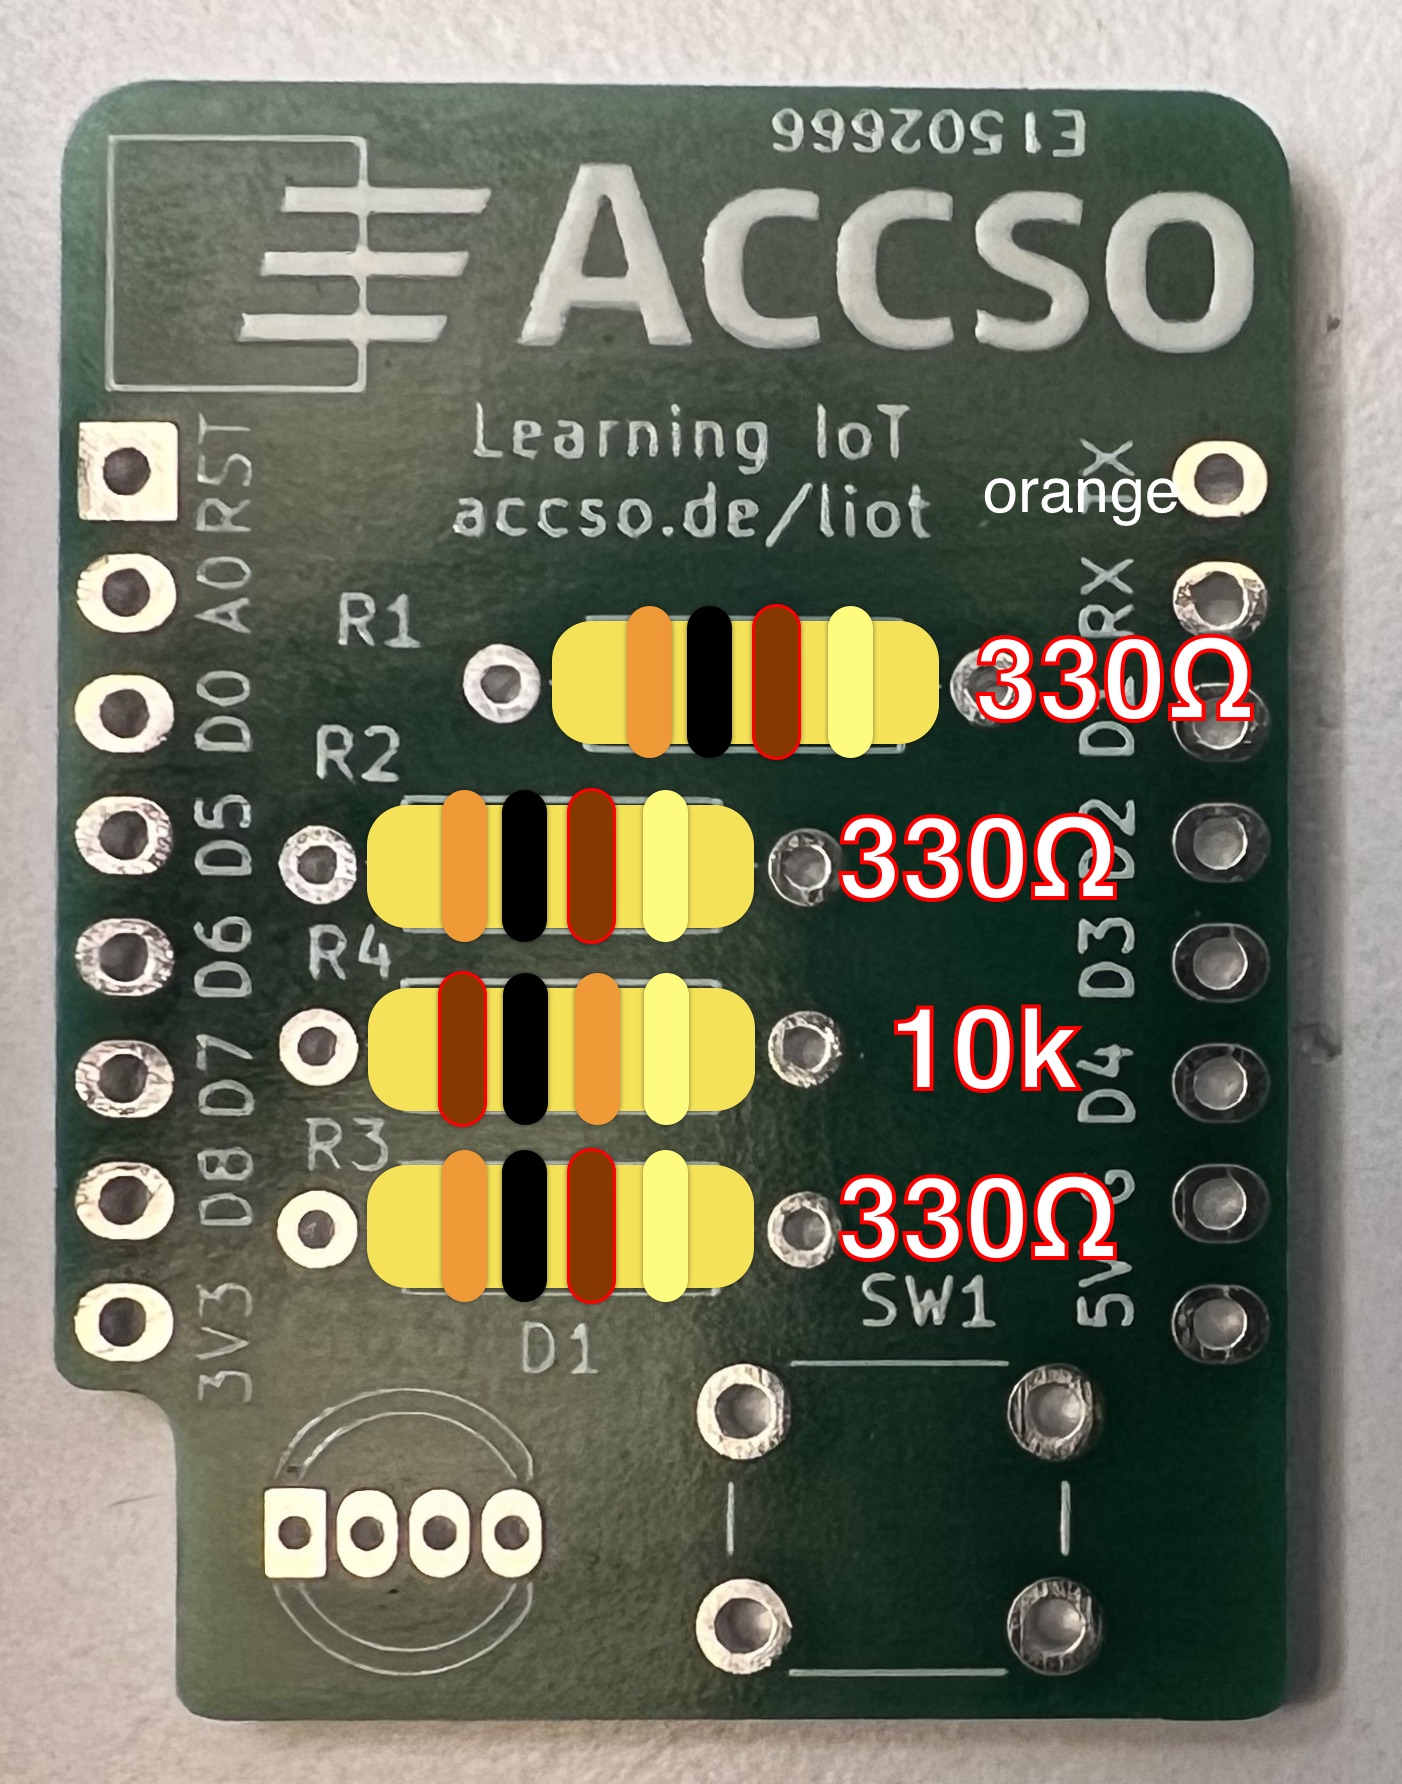 E1502666
ACCSO
Learning IoT
accso.de/liot
orange
TX
RST
A0
RX
R1
330Ω
D0
D1
R2
D5
330Ω
D2
R4
D6
D3
10k
D7
D4
R3
D8
330Ω
G
SW1
5V
3V3
D1